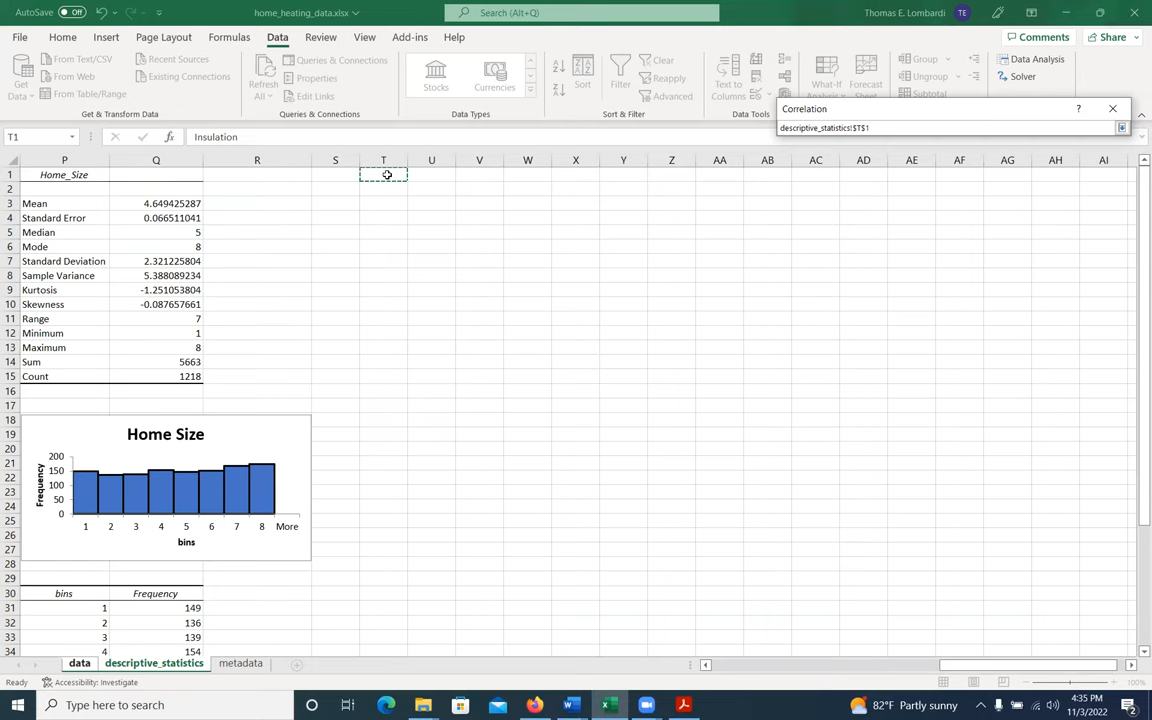 AutoSave Off home_heating_data.xlsx Search (Alt+Q) Thomas E. Lombardi TE
File Home Insert Page Layout Formulas Data Queries Review View Add-ins Help Comments Share
Get Data
From Text/CSV
From Web
From Table/Range
Recent Sources
Existing Connections
Get & Transform Data
Refresh All
Queries & Connections
Properties
Edit Links
Queries & Connections
Stocks
Currencies
Data Types
Sort
Filter
Clear
Reapply
Advanced
Sort & Filter
Text to Columns
Data Tools
What-If
Forecast
Group
Ungroup
Subtotal
Data Analysis
Solver
Correlation ?
descriptive_statistics!$T$1
T1 fx Insulation
P Q R S T U V W X Y Z AA AB AC AD AE AF AG AH AI
1 Home_Size
2
3 Mean 4.649425287
4 Standard Error 0.066511041
5 Median 5
6 Mode 8
7 Standard Deviation 2.321225804
8 Sample Variance 5.388089234
9 Kurtosis -1.251053804
10 Skewness -0.087657661
11 Range 7
12 Minimum 1
13 Maximum 8
14 Sum 5663
15 Count 1218
16
17
18
19
20
21
22
23
24
25
26
27
28
29
Home Size
Frequency
200
150
100
50
0
1 2 3 4 5 6 7 8 More
bins
30 bins Frequency
31 1 149
32 2 136
33 3 139
34 4 154
data descriptive_statistics metadata
Ready Accessibility: Investigate 100%
Type here to search 82°F Partly sunny 4:35 PM
11/3/2022 2